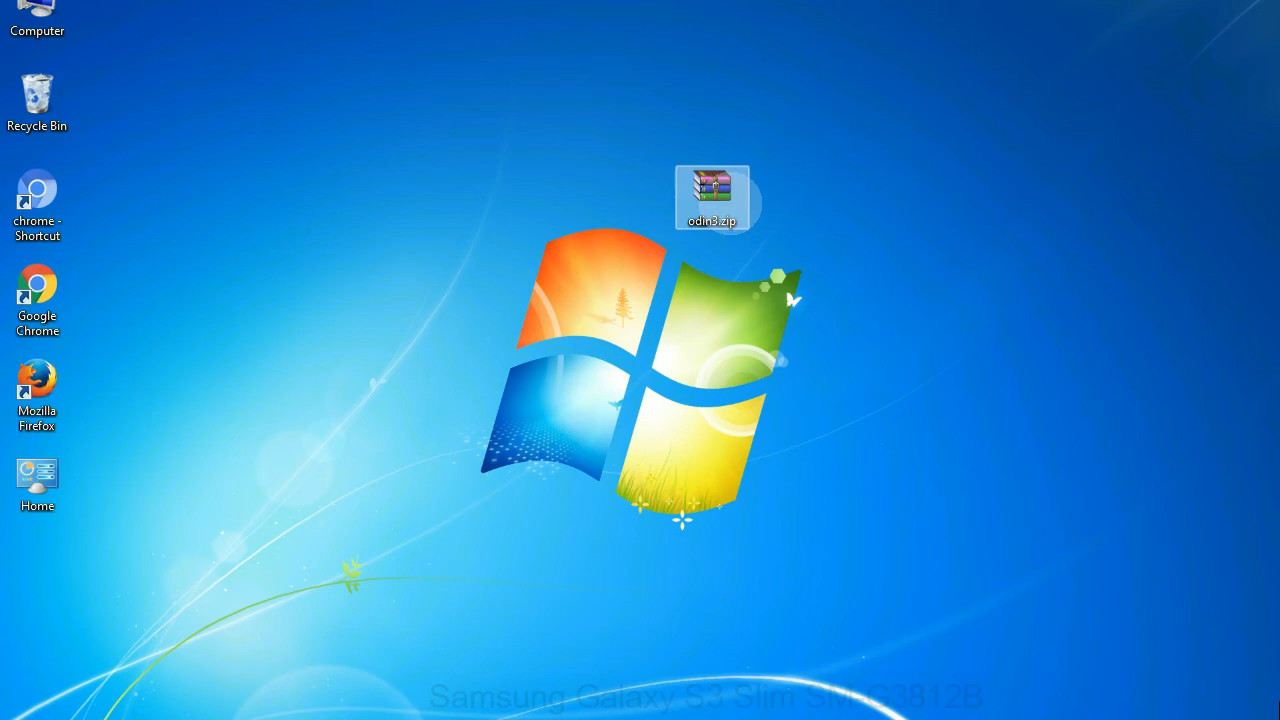 Computer
Recycle Bin
chrome -
Shortcut
Google
Chrome
Mozilla
Firefox
Home
odin3.zip
Samsung Galaxy S3 Slim SM-G3812B